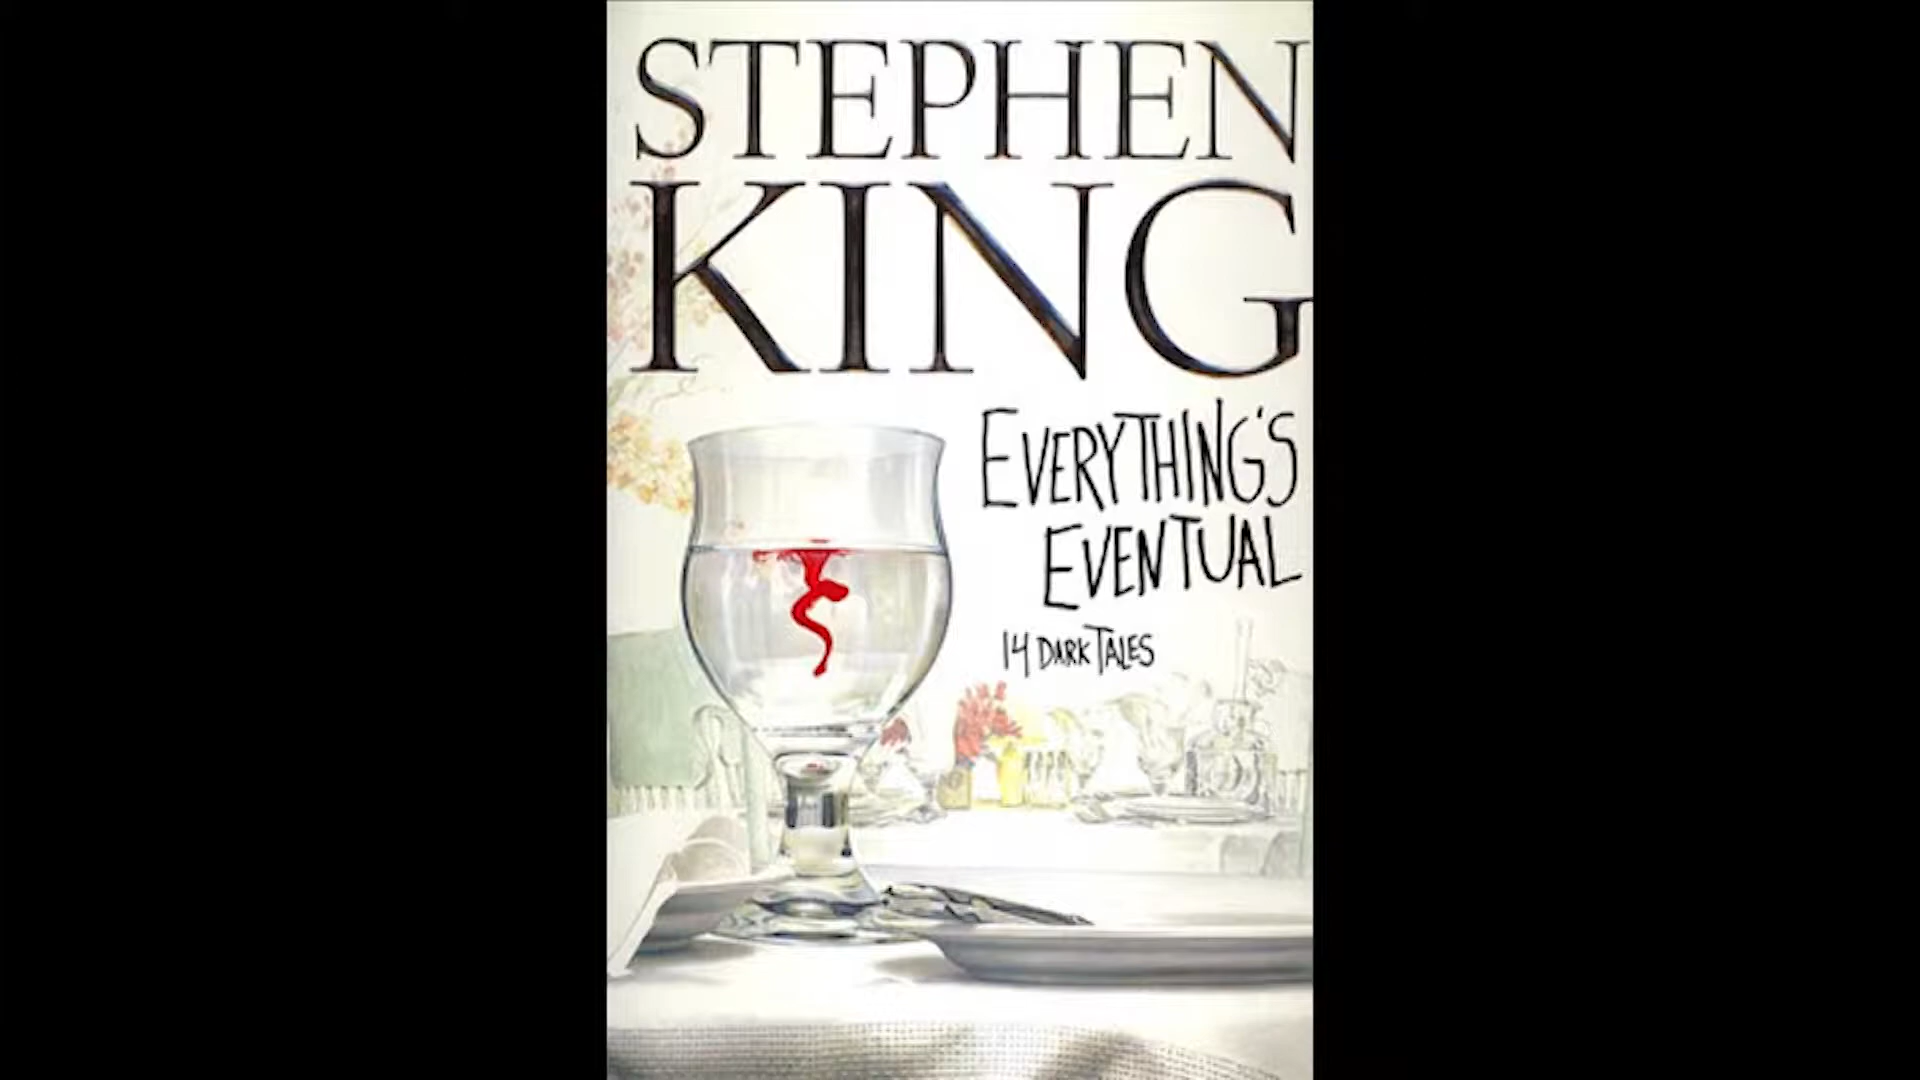 STEPHEN
KING
EVERYTHING'S
EVENTUAL
14 DARK TALES